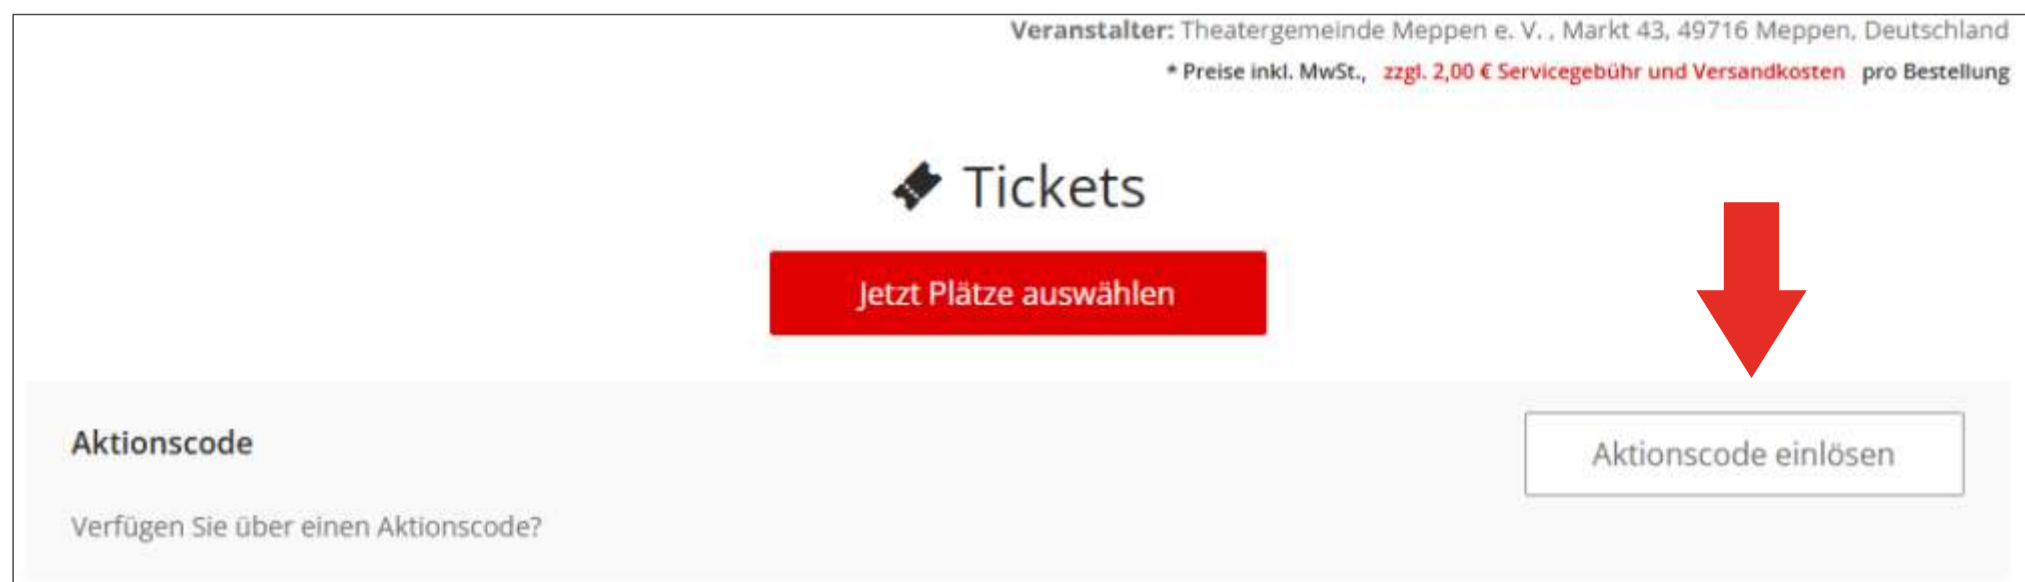 Veranstalter: Theatergemeinde Meppen e. V. , Markt 43, 49716 Meppen, Deutschland
* Preise inkl. MwSt., zzgl. 2,00 € Servicegebühr und Versandkosten pro Bestellung
Tickets
Jetzt Plätze auswählen
Aktionscode
Aktionscode einlösen
Verfügen Sie über einen Aktionscode?